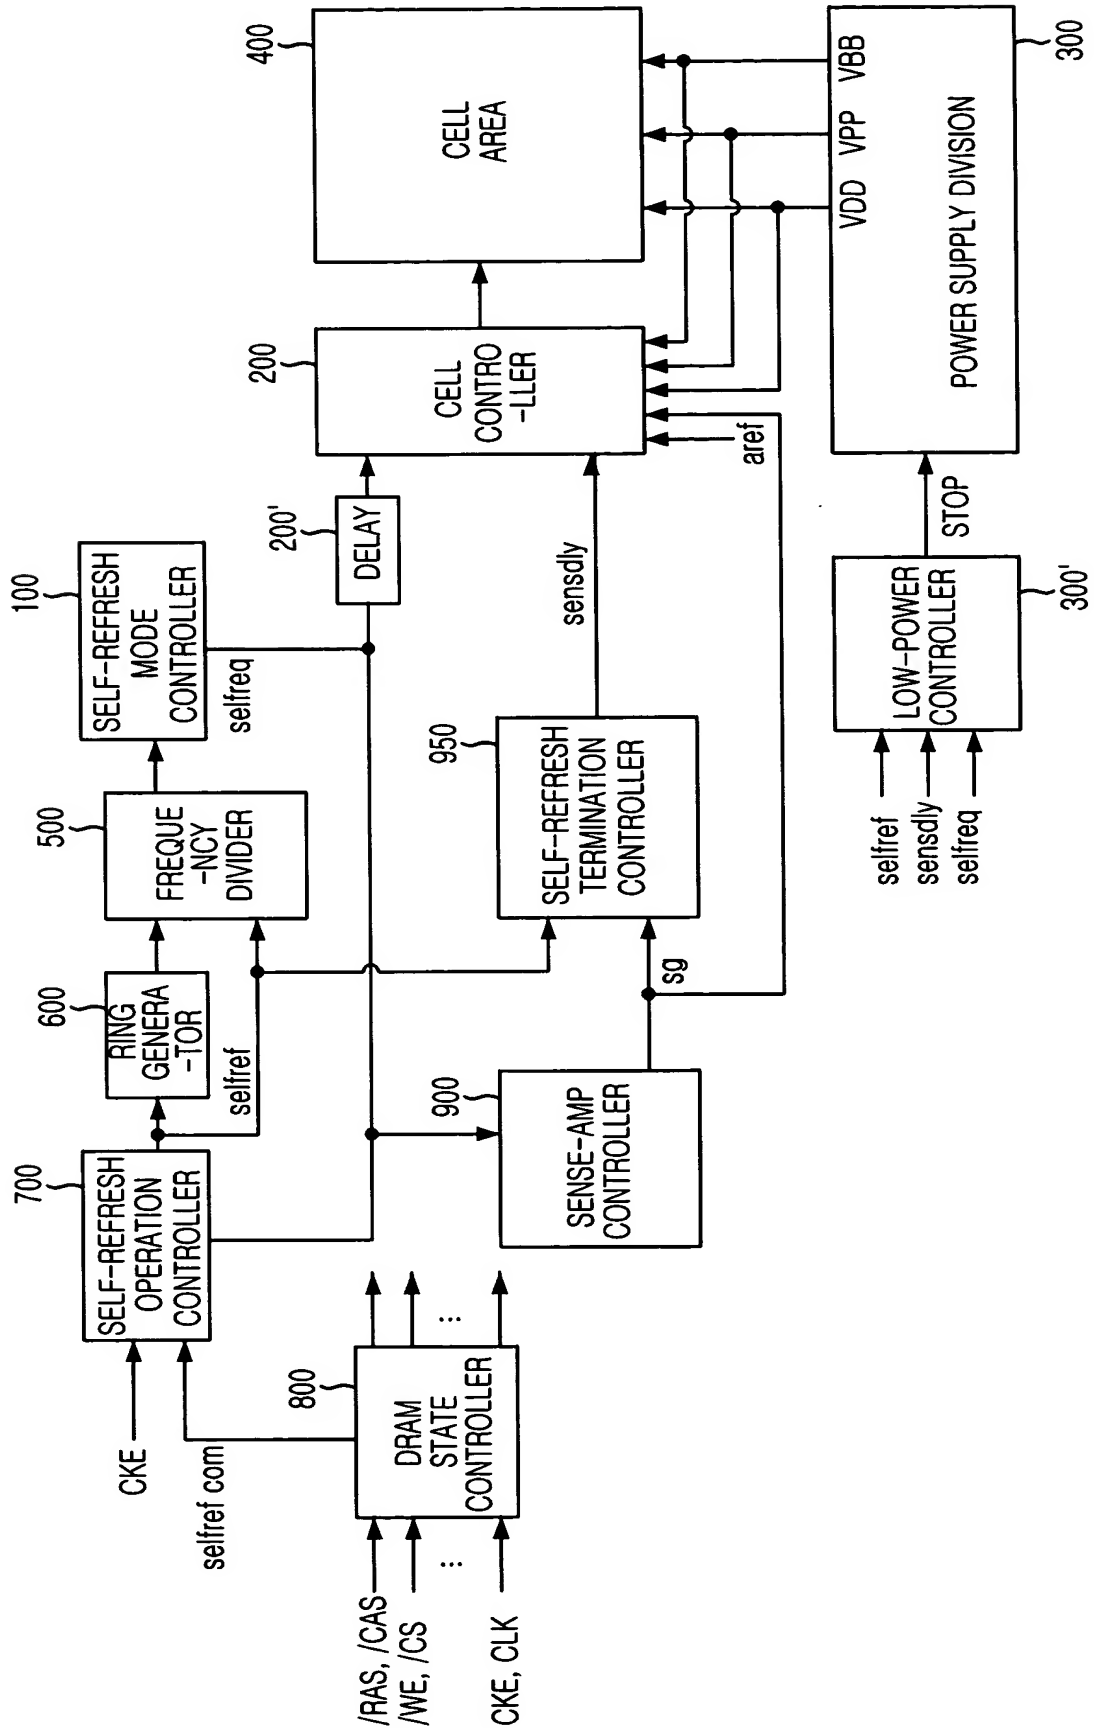 700
SELF-REFRESH
OPERATION
CONTROLLER
CKE
selfref com
600
RING
GENERA
-TOR
selfref
500
FREQUE
-NCY
DIVIDER
100
SELF-REFRESH
MODE
CONTROLLER
selfreq
200'
DELAY
200
CELL
CONTRO
-LLER
400
CELL
AREA
800
DRAM
STATE
CONTROLLER
/RAS, /CAS
/WE, /CS
...
CKE, CLK
...
900
SENSE-AMP
CONTROLLER
sg
950
SELF-REFRESH
TERMINATION
CONTROLLER
sensdly
aref
selfref
sensdly
selfreq
LOW-POWER
CONTROLLER
300'
STOP
VDD
VPP
VBB
POWER SUPPLY DIVISION
300